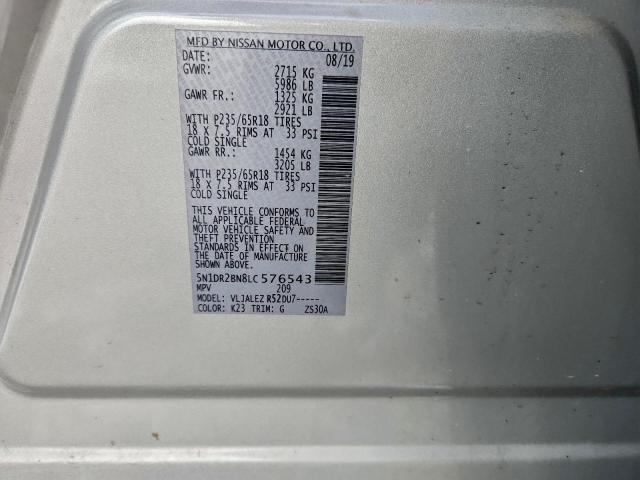 MFD BY NISSAN MOTOR CO., LTD.
DATE: 08/19
GVWR: 2715 KG
5986 LB
GAWR FR.: 1325 KG
2921 LB
WITH P235/65R18 TIRES
18 X 7.5 RIMS AT 33 PSI
COLD SINGLE
GAWR RR.: 1454 KG
3205 LB
WITH P235/65R18 TIRES
18 X 7.5 RIMS AT 33 PSI
COLD SINGLE
THIS VEHICLE CONFORMS TO
ALL APPLICABLE FEDERAL
MOTOR VEHICLE SAFETY AND
THEFT PREVENTION
STANDARDS IN EFFECT ON
THE DATE OF MANUFACTURE
SHOWN ABOVE.
5N1DR2BN8LC576543
MPV 209
MODEL: VLJALEZ R52DU7-----
COLOR: K23 TRIM: G ZS30A